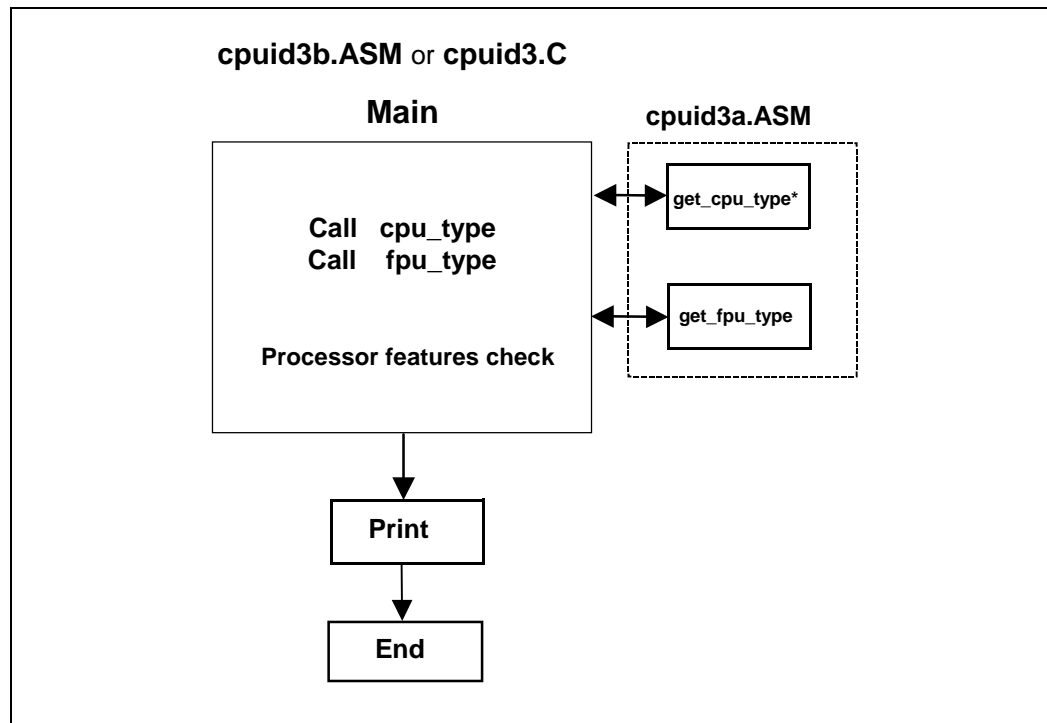 cpuid3b.ASM or cpuid3.C
Main
Call cpu_type
Call fpu_type
Processor features check
cpuid3a.ASM
get_cpu_type*
get_fpu_type
Print
End